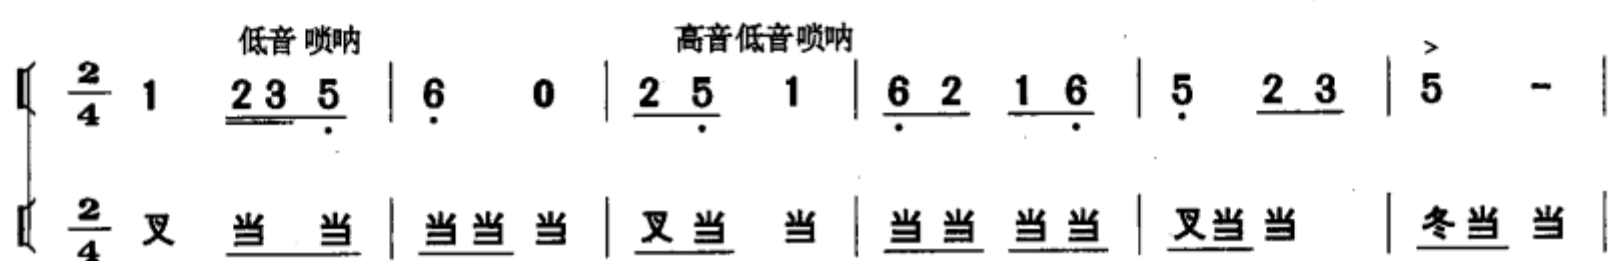 低音 唢呐 高音低音唢呐
>
2/4 1 2 3 5 | 6 0 | 2 5 1 | 6 2 1 6 | 5 2 3 | 5 - |
2/4 叉 当 当 | 当当 当 | 叉当 当 | 当当 当当 | 叉当当 | 冬当 当 |